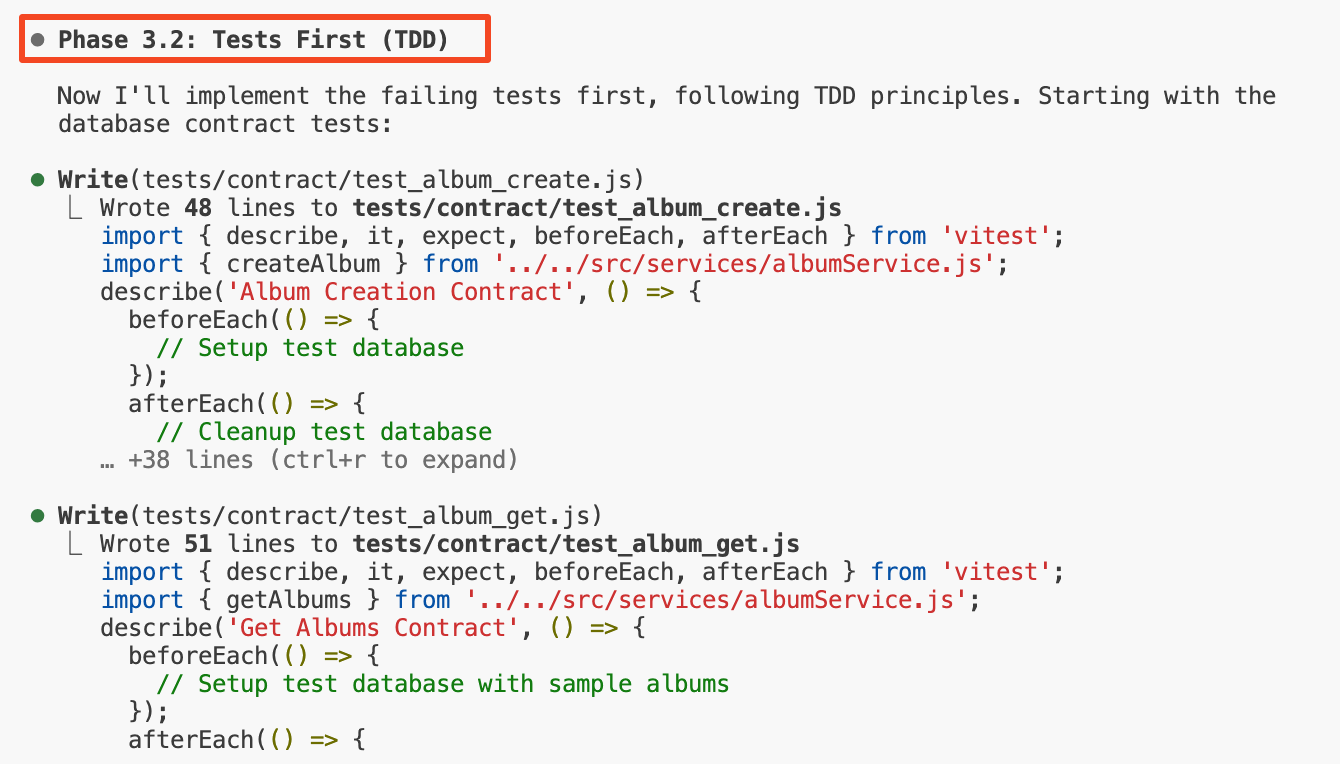 ● Phase 3.2: Tests First (TDD)
Now I'll implement the failing tests first, following TDD principles. Starting with the
database contract tests:
● Write(tests/contract/test_album_create.js)
⎿ Wrote 48 lines to tests/contract/test_album_create.js
import { describe, it, expect, beforeEach, afterEach } from 'vitest';
import { createAlbum } from '../../src/services/albumService.js';
describe('Album Creation Contract', () => {
beforeEach(() => {
// Setup test database
});
afterEach(() => {
// Cleanup test database
… +38 lines (ctrl+r to expand)
● Write(tests/contract/test_album_get.js)
⎿ Wrote 51 lines to tests/contract/test_album_get.js
import { describe, it, expect, beforeEach, afterEach } from 'vitest';
import { getAlbums } from '../../src/services/albumService.js';
describe('Get Albums Contract', () => {
beforeEach(() => {
// Setup test database with sample albums
});
afterEach(() => {